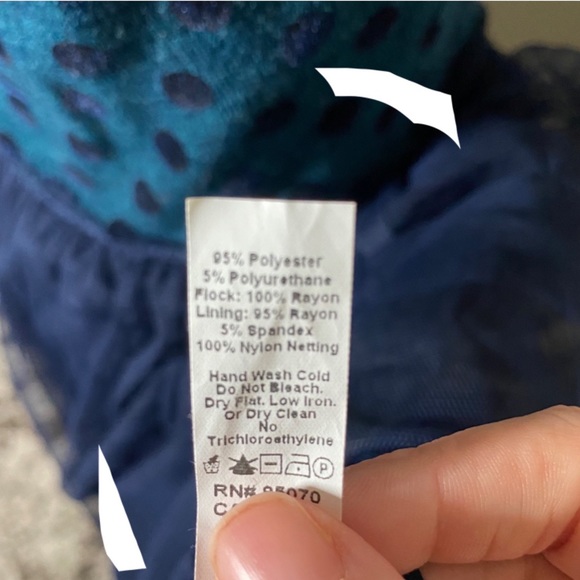 95% Polyester
5% Polyurethane
Flock: 100% Rayon
Lining: 95% Rayon
5% Spandex
100% Nylon Netting
Hand Wash Cold
Do Not Bleach.
Dry Flat. Low Iron.
Or Dry Clean
No
Trichloroethylene
P
RN#